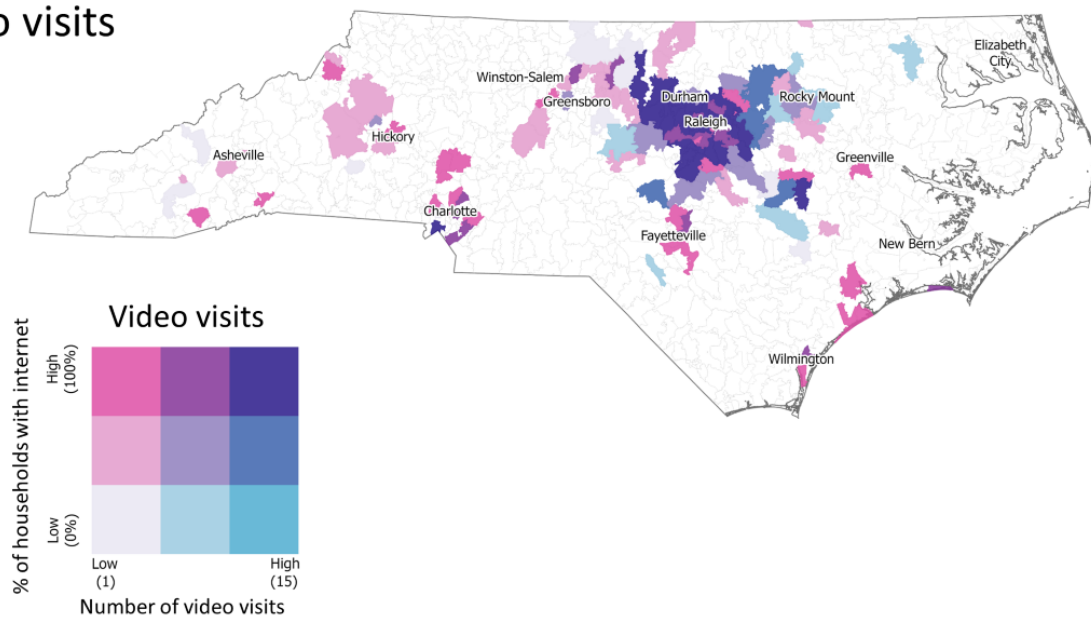 o visits
Elizabeth
City
Winston-Salem
Greensboro
Durham
Rocky Mount
Raleigh
Hickory
Asheville
Greenville
Charlotte
Fayetteville
New Bern
Wilmington
Video visits
% of households with internet
High
(100%)
Low
(0%)
Low
(1)
High
(15)
Number of video visits